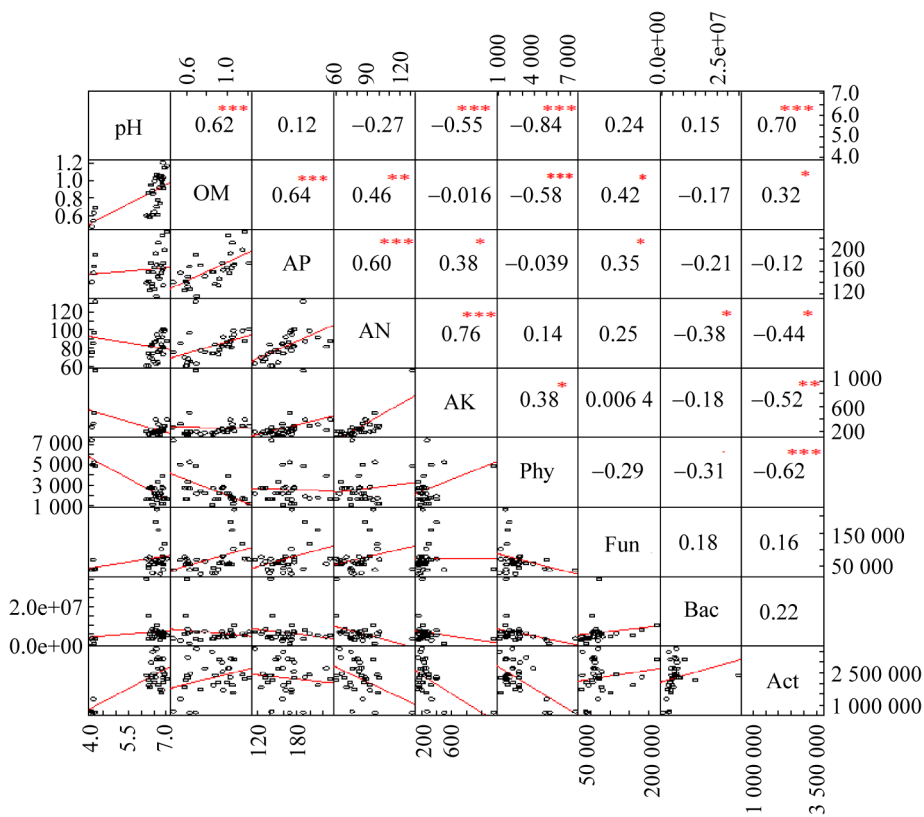 0.6 1.0 60 90 120 1 000 4 000 7 000 0.0e+00 2.5e+07
*** *** *** ***
pH 0.62 0.12 −0.27 −0.55 −0.84 0.24 0.15 0.70 7.0 6.0 5.0 4.0
*** ** *** * *
1.2 1.0 0.8 0.6 OM 0.64 0.46 −0.016 −0.58 0.42 −0.17 0.32
*** * *
AP 0.60 0.38 −0.039 0.35 −0.21 −0.12 200 160 120
*** * *
120 100 80 60 AN 0.76 0.14 0.25 −0.38 −0.44
* **
AK 0.38 0.006 4 −0.18 −0.52 1 000 600 200
***
7 000 5 000 3 000 1 000 Phy −0.29 −0.31 −0.62
Fun 0.18 0.16 150 000 50 000
2.0e+07 0.0e+00 Bac 0.22
Act 2 500 000 1 000 000
4.0 5.5 7.0 120 180 200 600 50 000 200 000 1 000 000 3 500 000